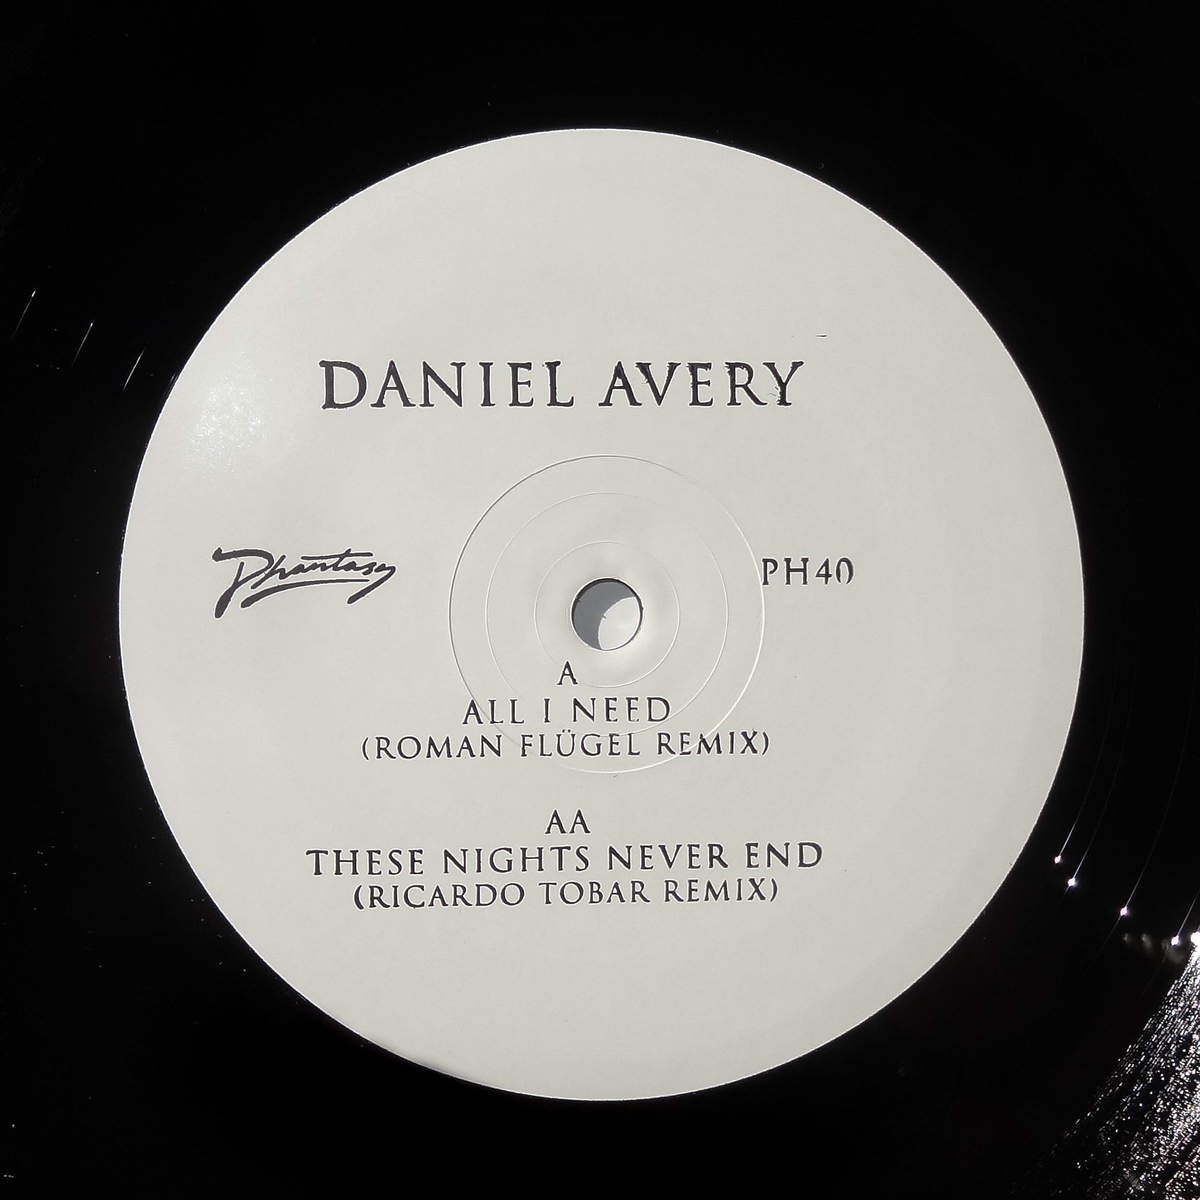 DANIEL AVERY
Phantasy
PH40
A
ALL I NEED
(ROMAN FLÜGEL REMIX)
AA
THESE NIGHTS NEVER END
(RICARDO TOBAR REMIX)